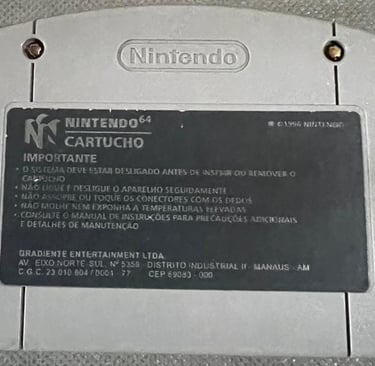 Nintendo
NINTENDO 64 ® © 1996 NINTENDO
CARTUCHO
IMPORTANTE
• O SISTEMA DEVE ESTAR DESLIGADO ANTES DE INSERIR OU REMOVER O
CARTUCHO
• NÃO LIGUE E DESLIGUE O APARELHO SEGUIDAMENTE
• NÃO ASSOPRE OU TOQUE OS CONECTORES COM OS DEDOS
• NÃO MOLHE NEM EXPONHA A TEMPERATURAS ELEVADAS
• CONSULTE O MANUAL DE INSTRUÇÕES PARA PRECAUÇÕES ADICIONAIS
E DETALHES DE MANUTENÇÃO
GRADIENTE ENTERTAINMENT LTDA.
AV. EIXO NORTE-SUL, Nº 5358 - DISTRITO INDUSTRIAL II - MANAUS - AM
C.G.C. 23.010.604 / 0001 - 77 CEP 69083 - 000